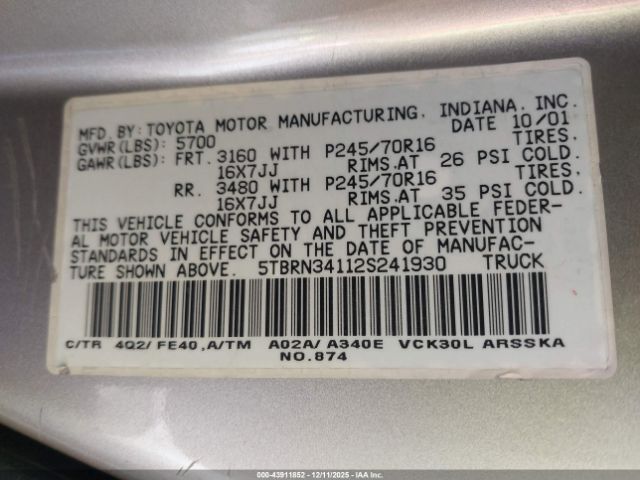 MFD. BY: TOYOTA MOTOR MANUFACTURING, INDIANA, INC.
GVWR(LBS): 5700 DATE 10/01
GAWR(LBS): FRT. 3160 WITH P245/70R16 TIRES,
16X7JJ RIMS.AT 26 PSI COLD.
RR. 3480 WITH P245/70R16 TIRES,
16X7JJ RIMS.AT 35 PSI COLD.
THIS VEHICLE CONFORMS TO ALL APPLICABLE FEDER-
AL MOTOR VEHICLE SAFETY AND THEFT PREVENTION
STANDARDS IN EFFECT ON THE DATE OF MANUFAC-
TURE SHOWN ABOVE. 5TBRN34112S241930 TRUCK
C/TR 4Q2/ FE40,A/TM A02A/ A340E VCK30L ARSSKA
NO.874
000-43911852 - 12/11/2025 - IAAI.COM